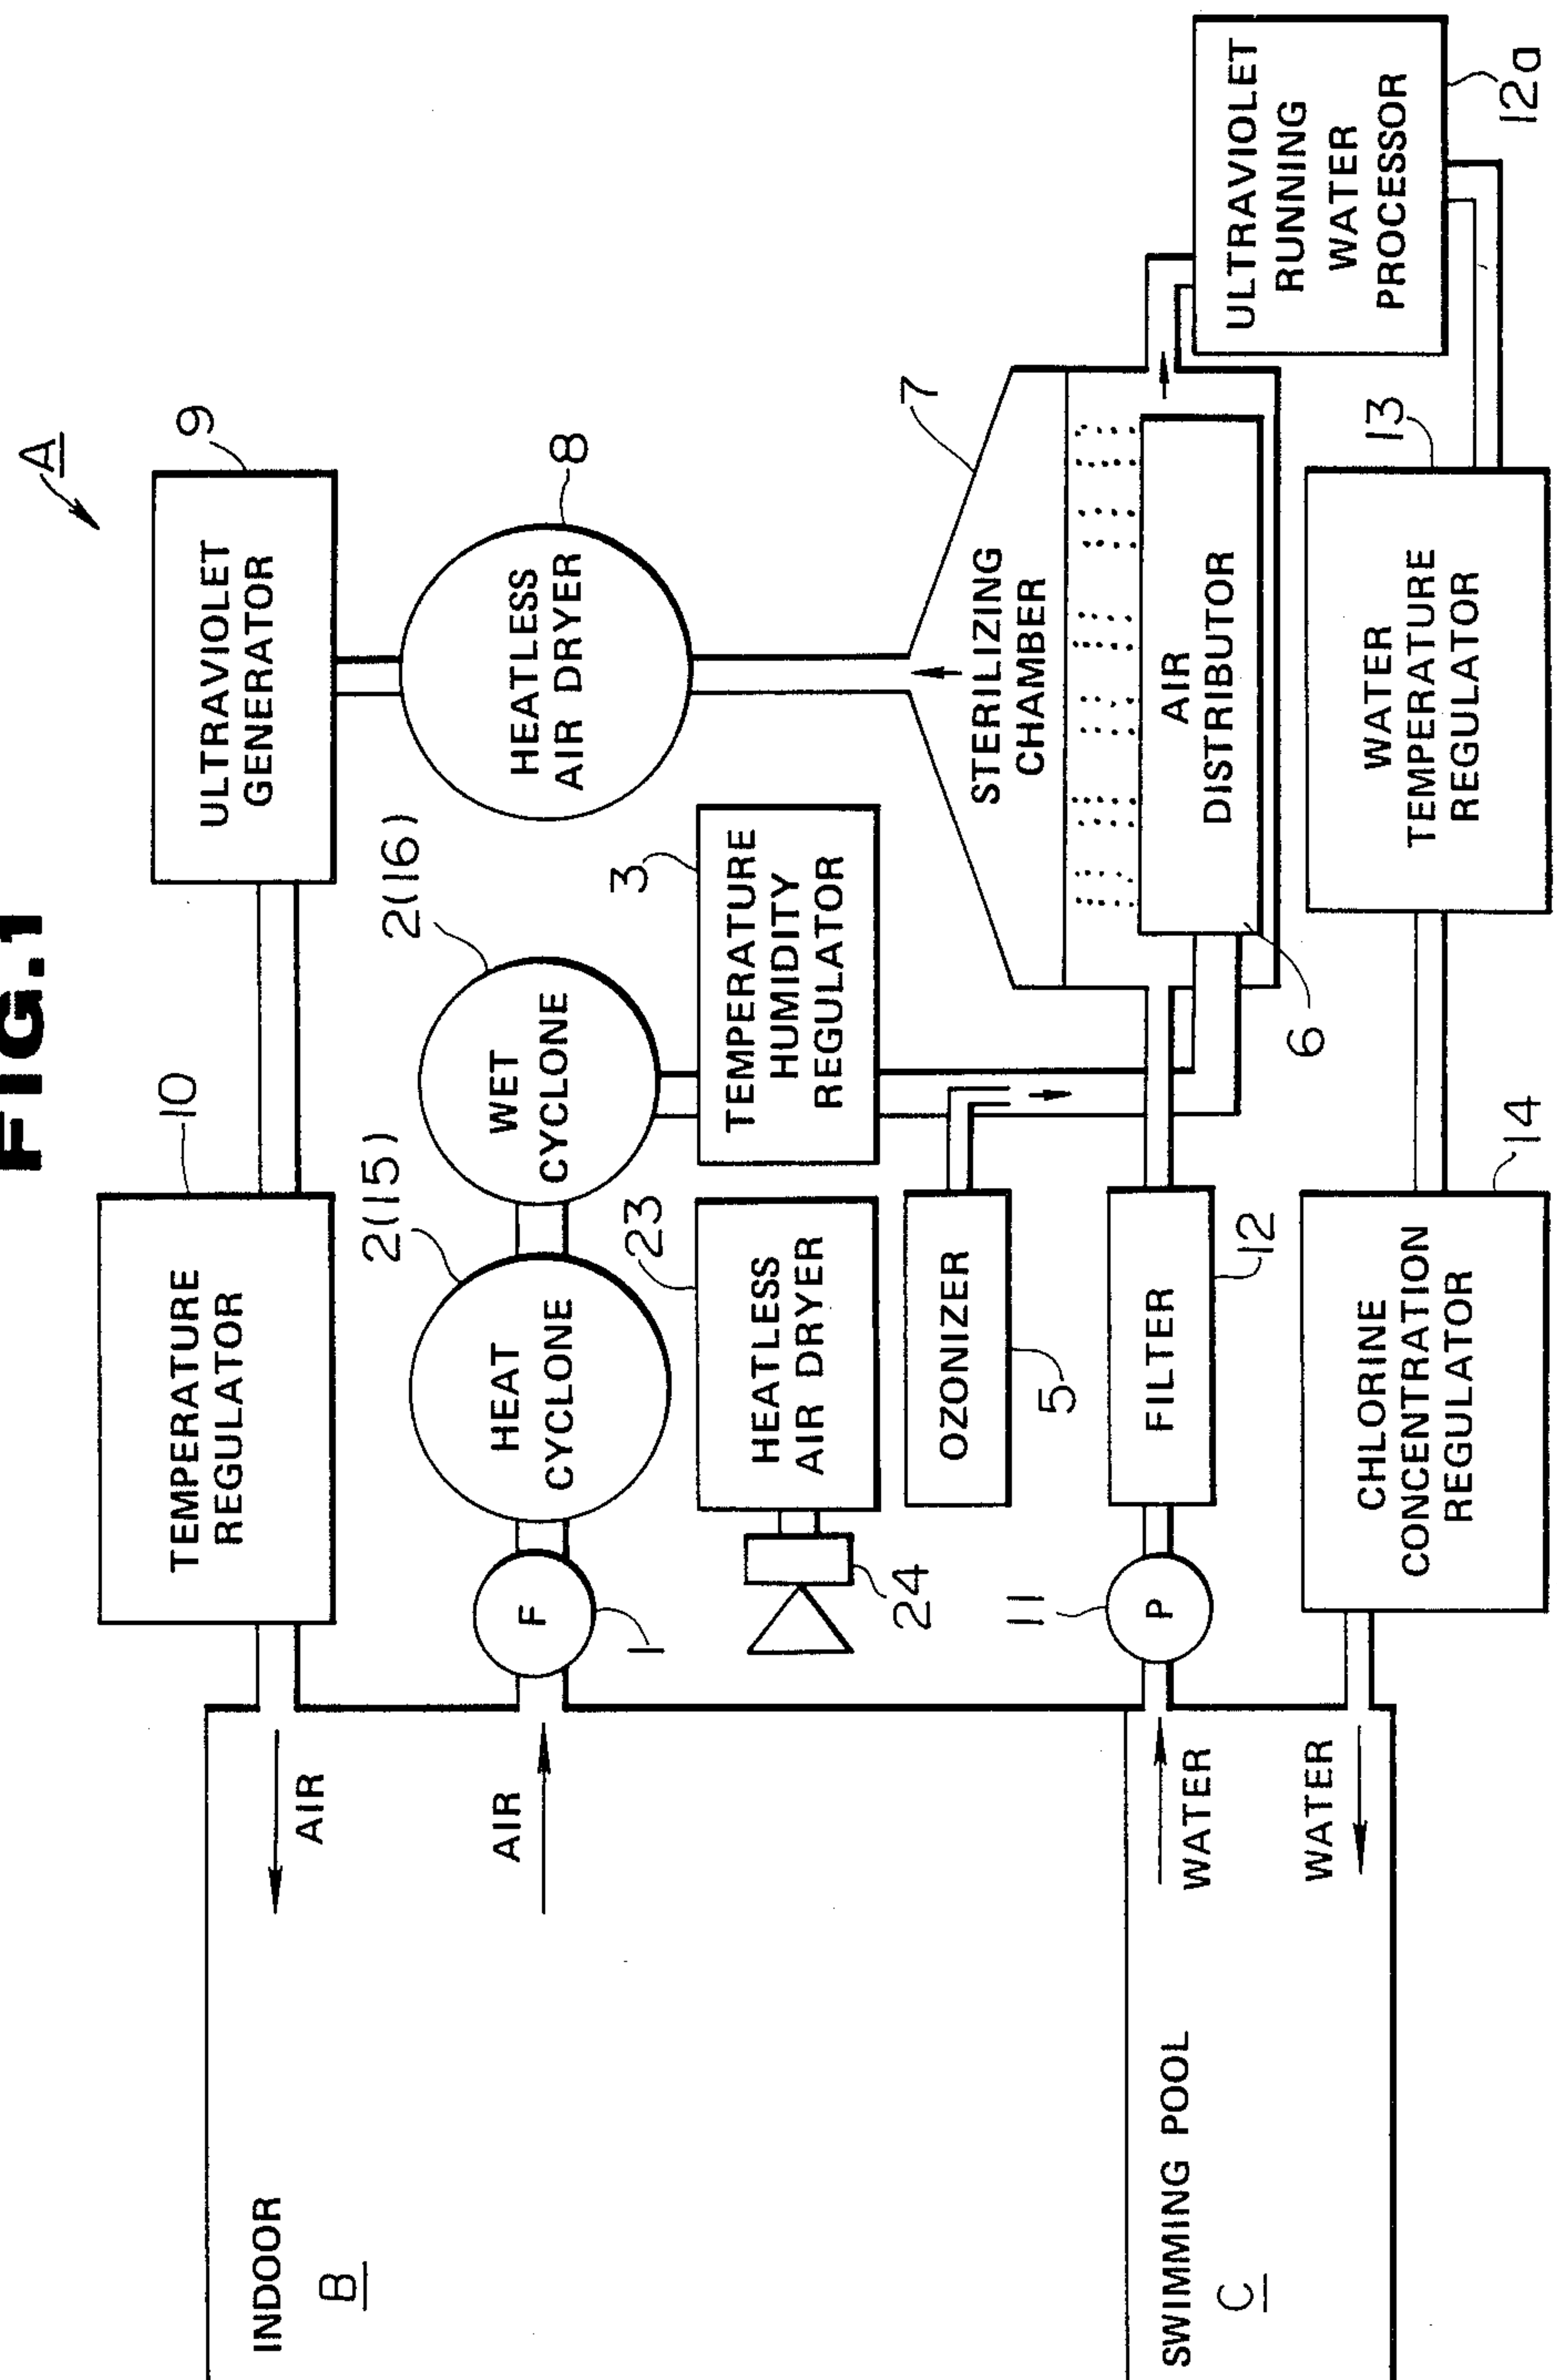 FIG.1
A
10
TEMPERATURE
REGULATOR
9
ULTRAVIOLET
GENERATOR
2(15)
HEAT
CYCLONE
2(16)
WET
CYCLONE
8
HEATLESS
AIR DRYER
F
1
23
HEATLESS
AIR DRYER
24
3
TEMPERATURE
HUMIDITY
REGULATOR
7
STERILIZING
CHAMBER
OZONIZER
5
AIR
DISTRIBUTOR
6
11
P
FILTER
12
ULTRAVIOLET
RUNNING
WATER
PROCESSOR
12a
CHLORINE
CONCENTRATION
REGULATOR
14
WATER
TEMPERATURE
REGULATOR
13
INDOOR
B
AIR
AIR
SWIMMING POOL
C
WATER
WATER